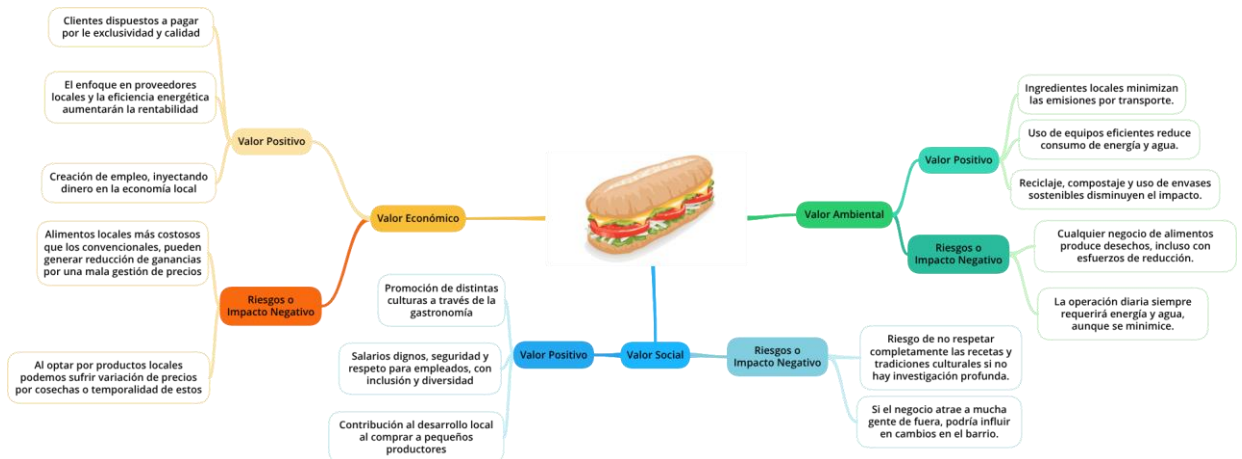 Clientes dispuestos a pagar
por le exclusividad y calidad
El enfoque en proveedores
locales y la eficiencia energética
aumentarán la rentabilidad
Valor Positivo
Creación de empleo, inyectando
dinero en la economía local
Valor Económico
Alimentos locales más costosos
que los convencionales, pueden
generar reducción de ganancias
por una mala gestión de precios
Riesgos o
Impacto Negativo
Al optar por productos locales
podemos sufrir variación de precios
por cosechas o temporalidad de estos
Promoción de distintas
culturas a través de la
gastronomía
Salarios dignos, seguridad y
respeto para empleados, con
inclusión y diversidad
Contribución al desarrollo local
al comprar a pequeños
productores
Valor Positivo
Valor Social
Riesgos o
Impacto Negativo
Riesgo de no respetar
completamente las recetas y
tradiciones culturales si no
hay investigación profunda.
Si el negocio atrae a mucha
gente de fuera, podría influir
en cambios en el barrio.
Valor Ambiental
Valor Positivo
Ingredientes locales minimizan
las emisiones por transporte.
Uso de equipos eficientes reduce
consumo de energía y agua.
Reciclaje, compostaje y uso de envases
sostenibles disminuyen el impacto.
Riesgos o
Impacto Negativo
Cualquier negocio de alimentos
produce desechos, incluso con
esfuerzos de reducción.
La operación diaria siempre
requerirá energía y agua,
aunque se minimice.